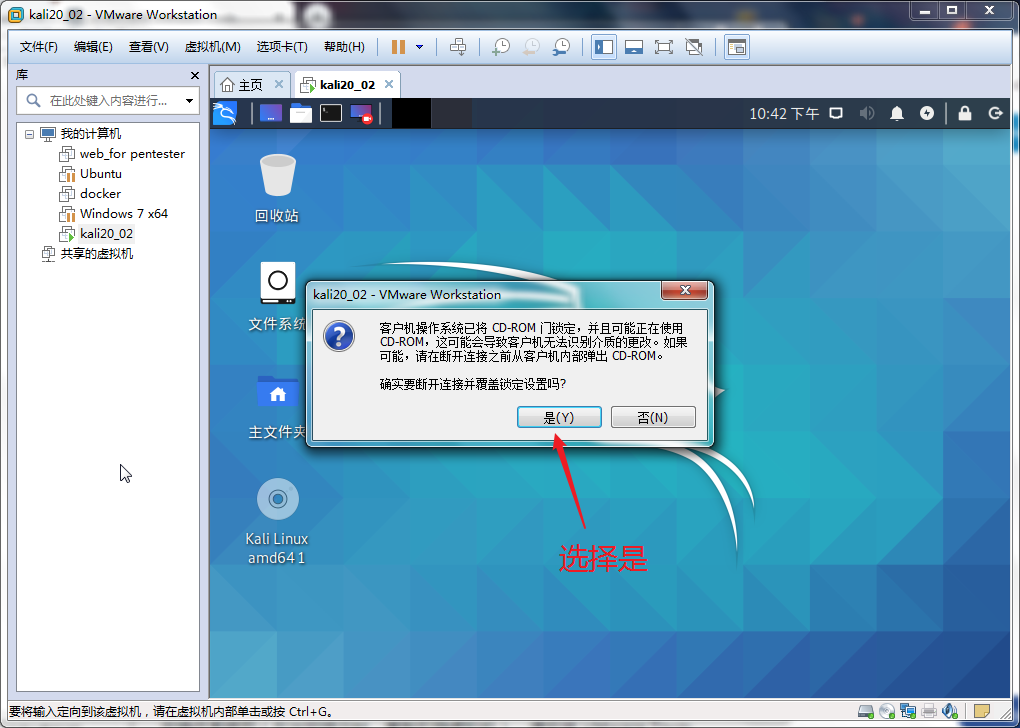 kali20_02 - VMware Workstation
文件(F) 编辑(E) 查看(V) 虚拟机(M) 选项卡(T) 帮助(H)
库
在此处键入内容进行...
我的计算机
web_for pentester
Ubuntu
docker
Windows 7 x64
kali20_02
共享的虚拟机
主页 kali20_02
10:42 下午
回收站
文件系统
主文件夹
Kali Linux
amd64 1
kali20_02 - VMware Workstation
客户机操作系统已将 CD-ROM 门锁定，并且可能正在使用
CD-ROM，这可能会导致客户机无法识别介质的更改。如果
可能，请在断开连接之前从客户机内部弹出 CD-ROM。
确实要断开连接并覆盖锁定设置吗?
是(Y) 否(N)
选择是
要将输入定向到该虚拟机，请在虚拟机内部单击或按 Ctrl+G。